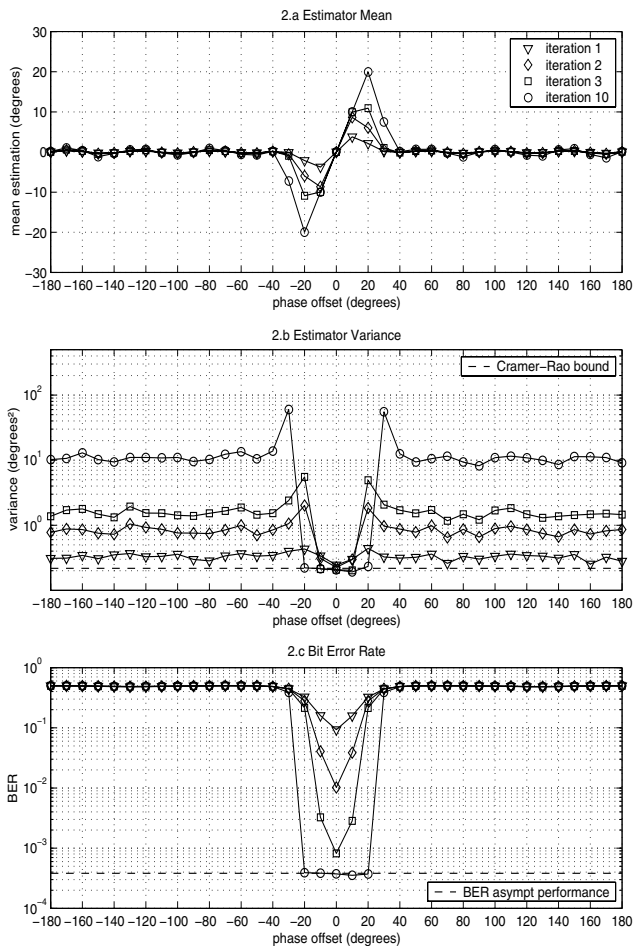 2.a Estimator Mean
30
20
10
0
−10
−20
−30
mean estimation (degrees)
iteration 1
iteration 2
iteration 3
iteration 10
−180 −160 −140 −120 −100 −80 −60 −40 −20 0 20 40 60 80 100 120 140 160 180
phase offset (degrees)
2.b Estimator Variance
Cramer−Rao bound
10²
10¹
10⁰
variance (degrees²)
−180 −160 −140 −120 −100 −80 −60 −40 −20 0 20 40 60 80 100 120 140 160 180
phase offset (degrees)
2.c Bit Error Rate
10⁰
10⁻¹
10⁻²
10⁻³
10⁻⁴
BER
BER asympt performance
−180 −160 −140 −120 −100 −80 −60 −40 −20 0 20 40 60 80 100 120 140 160 180
phase offset (degrees)